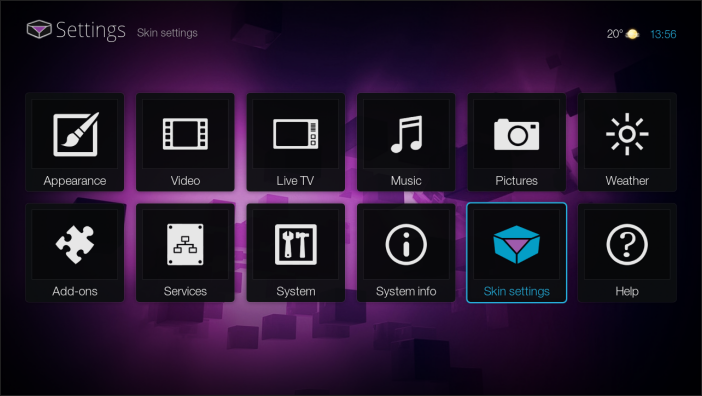 Settings Skin settings 20° 13:56
Appearance Video Live TV Music Pictures Weather
Add-ons Services System System info Skin settings Help